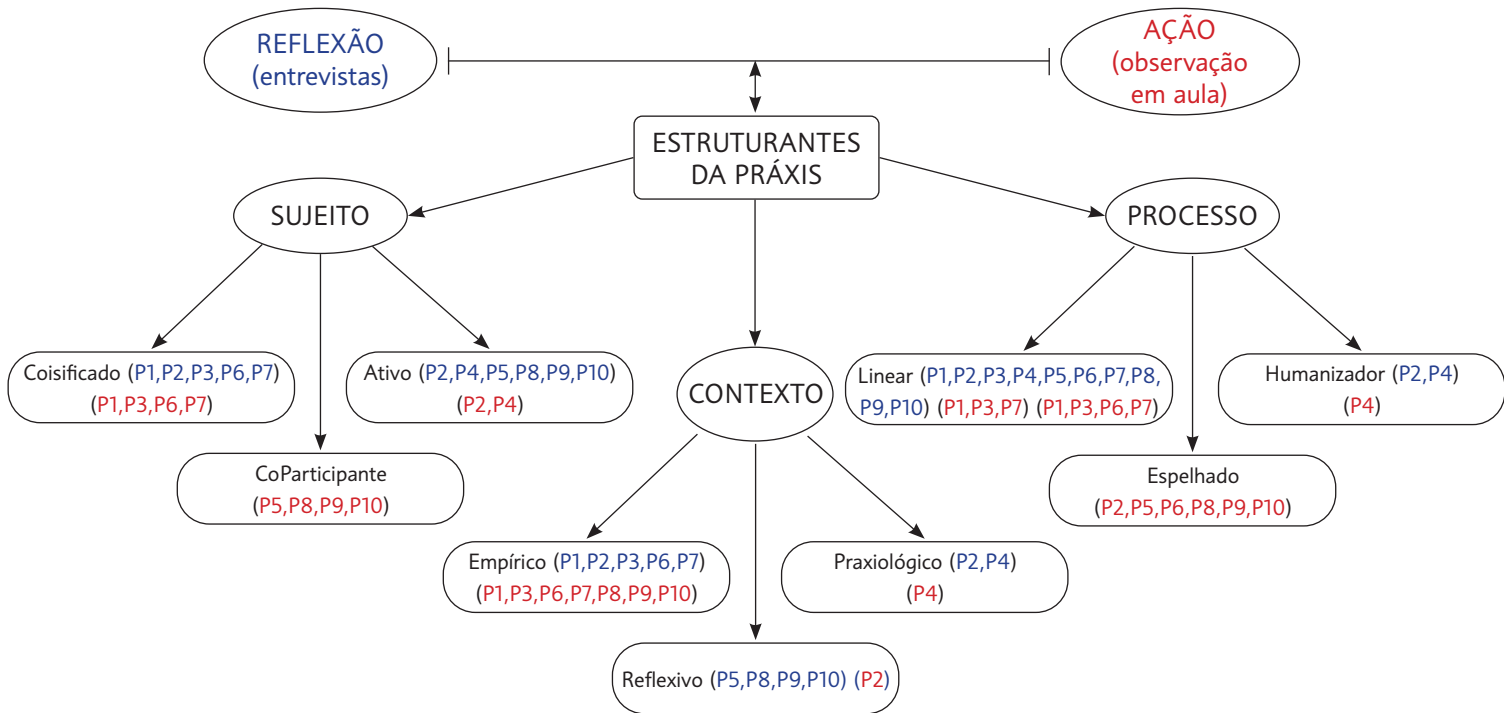 REFLEXÃO
(entrevistas)
AÇÃO
(observação
em aula)
ESTRUTURANTES
DA PRÁXIS
SUJEITO
PROCESSO
Coisificado (P1,P2,P3,P6,P7)
(P1,P3,P6,P7)
Ativo (P2,P4,P5,P8,P9,P10)
(P2,P4)
CoParticipante
(P5,P8,P9,P10)
CONTEXTO
Linear (P1,P2,P3,P4,P5,P6,P7,P8,
P9,P10) (P1,P3,P7) (P1,P3,P6,P7)
Humanizador (P2,P4)
(P4)
Espelhado
(P2,P5,P6,P8,P9,P10)
Empírico (P1,P2,P3,P6,P7)
(P1,P3,P6,P7,P8,P9,P10)
Praxiológico (P2,P4)
(P4)
Reflexivo (P5,P8,P9,P10) (P2)